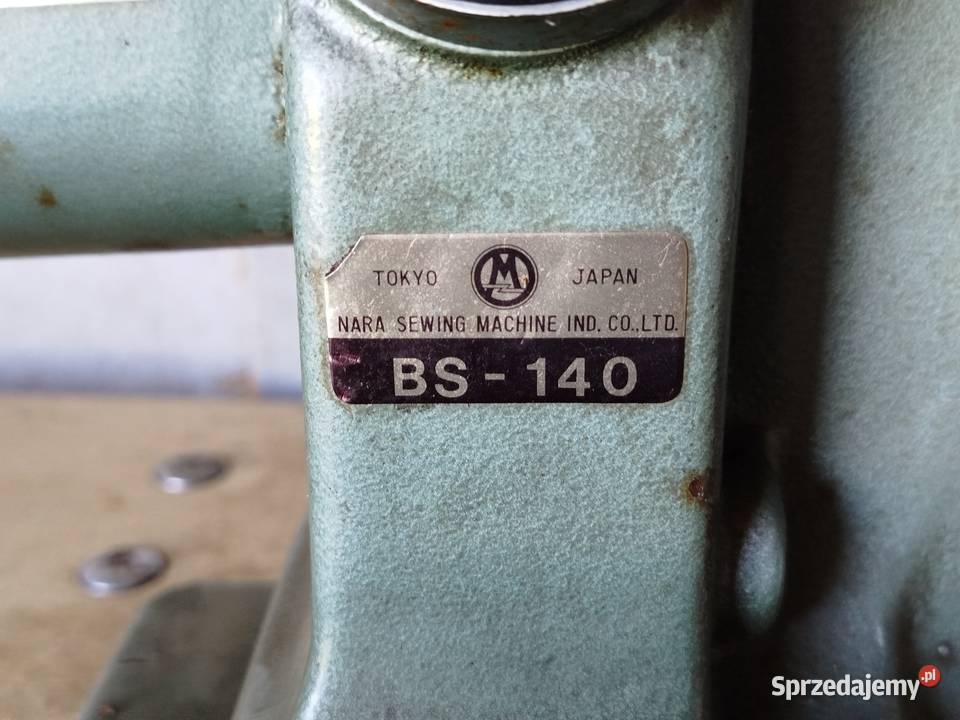 TOKYO M JAPAN
NARA SEWING MACHINE IND. CO.,LTD.
BS - 140
Sprzedajemy.pl